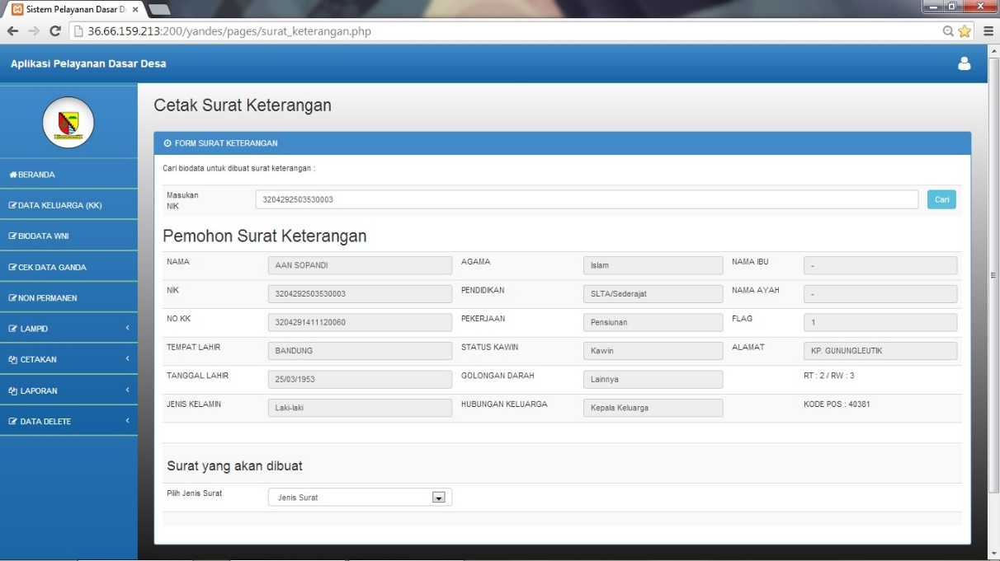 Sistem Pelayanan Dasar D
36.66.159.213:200/yandes/pages/surat_keterangan.php
Aplikasi Pelayanan Dasar Desa
BERANDA
DATA KELUARGA (KK)
BIODATA WNI
CEK DATA GANDA
NON PERMANEN
LAMPID
CETAKAN
LAPORAN
DATA DELETE
Cetak Surat Keterangan
FORM SURAT KETERANGAN
Cari biodata untuk dibuat surat keterangan :
Masukan
NIK
3204292503530003
Cari
Pemohon Surat Keterangan
NAMA AAN SOPANDI AGAMA Islam NAMA IBU -
NIK 3204292503530003 PENDIDIKAN SLTA/Sederajat NAMA AYAH -
NO KK 3204291411120060 PEKERJAAN Pensiunan FLAG 1
TEMPAT LAHIR BANDUNG STATUS KAWIN Kawin ALAMAT KP. GUNUNGLEUTIK
TANGGAL LAHIR 25/03/1953 GOLONGAN DARAH Lainnya RT : 2 / RW : 3
JENIS KELAMIN Laki-laki HUBUNGAN KELUARGA Kepala Keluarga KODE POS : 40381
Surat yang akan dibuat
Pilih Jenis Surat Jenis Surat